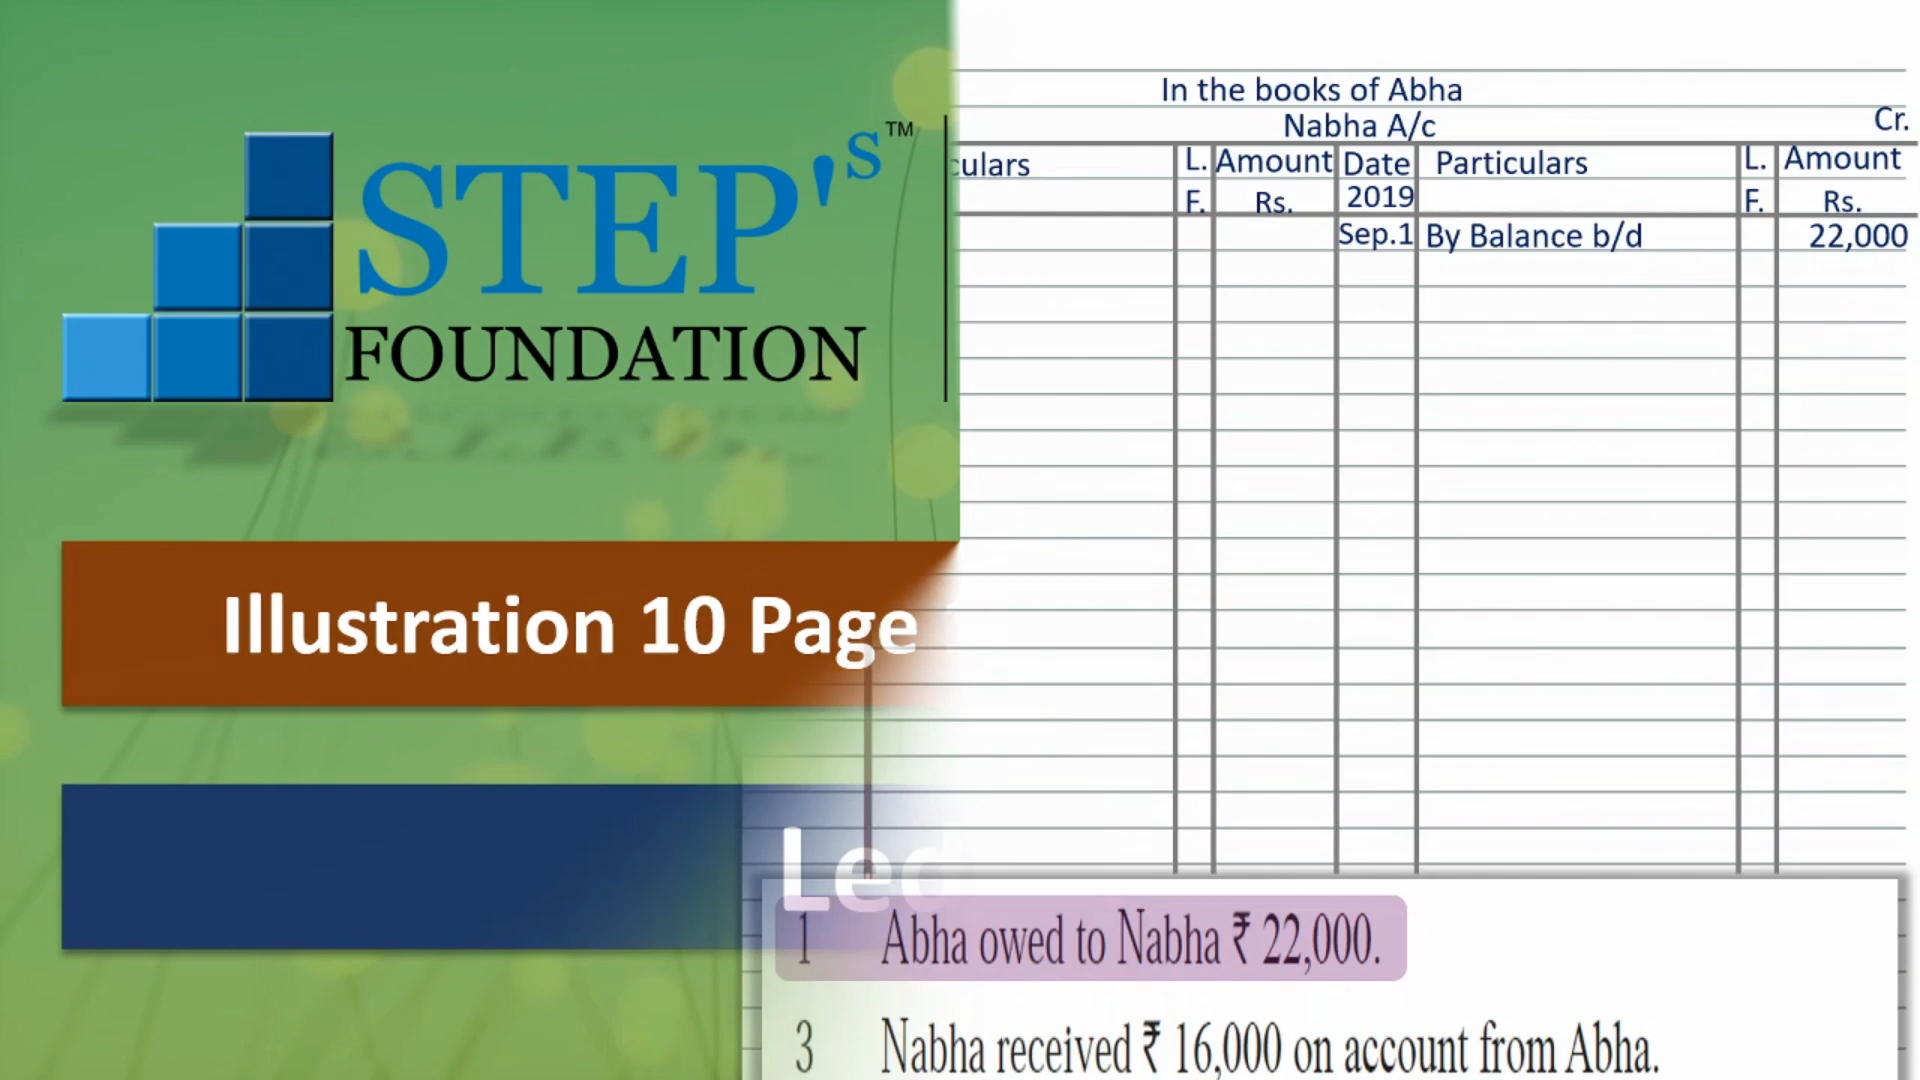 STEP's™
FOUNDATION
Illustration 10 Page
Led
In the books of Abha
Nabha A/c
Cr.
culars L. F. Amount Rs. Date 2019 Particulars L. F. Amount Rs.
Sep.1 By Balance b/d 22,000
1 Abha owed to Nabha ₹ 22,000.
3 Nabha received ₹ 16,000 on account from Abha.